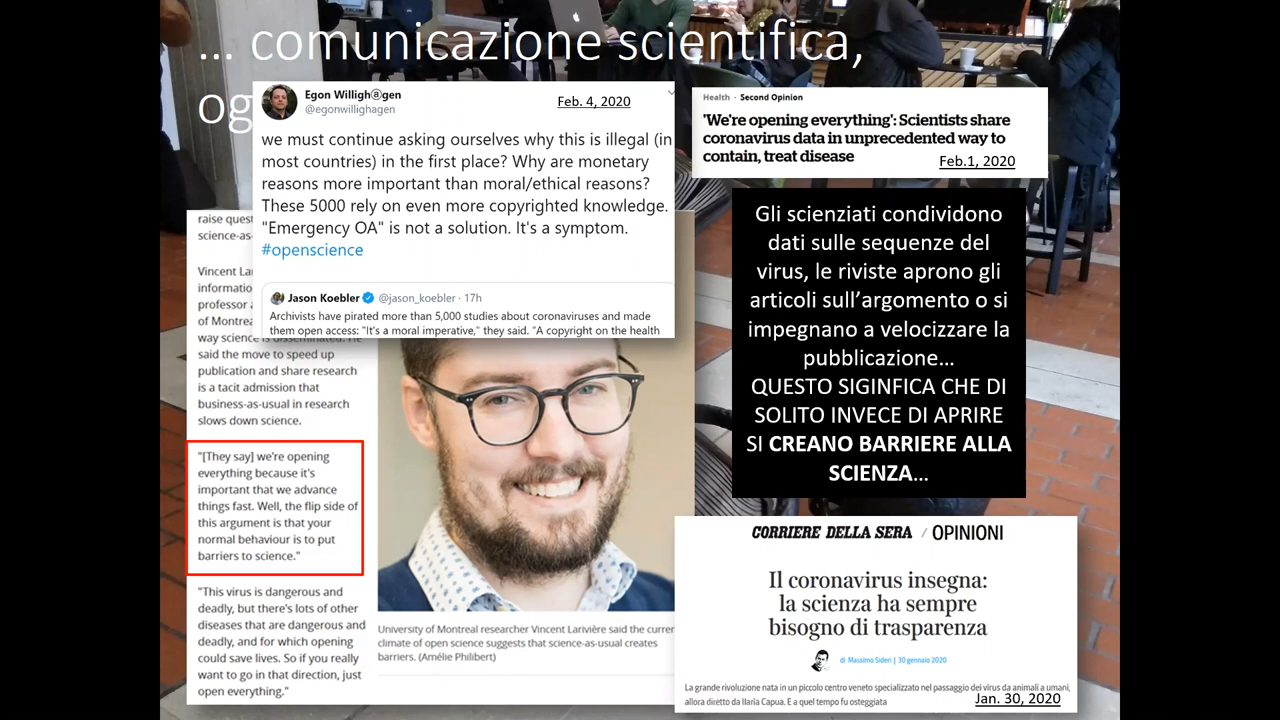 ... comunicazione scientifica,
og
Egon Willighⓐgen
@egonwillighagen
Feb. 4, 2020
we must continue asking ourselves why this is illegal (in
most countries) in the first place? Why are monetary
reasons more important than moral/ethical reasons?
These 5000 rely on even more copyrighted knowledge.
"Emergency OA" is not a solution. It's a symptom.
#openscience
Jason Koebler @jason_koebler · 17h
Archivists have pirated more than 5,000 studies about coronaviruses and made
them open access: "It's a moral imperative," they said. "A copyright on the health
Health · Second Opinion
'We're opening everything': Scientists share
coronavirus data in unprecedented way to
contain, treat disease
Feb.1, 2020
raise quest
science-as-
Vincent Lar
informatio
professor a
of Montrea
way science is disseminated. He
said the move to speed up
publication and share research
is a tacit admission that
business-as-usual in research
slows down science.
"[They say] we're opening
everything because it's
important that we advance
things fast. Well, the flip side of
this argument is that your
normal behaviour is to put
barriers to science."
"This virus is dangerous and
deadly, but there's lots of other
diseases that are dangerous and
deadly, and for which opening
could save lives. So if you really
want to go in that direction, just
open everything."
University of Montreal researcher Vincent Larivière said the curren
climate of open science suggests that science-as-usual creates
barriers. (Amélie Philibert)
Gli scienziati condividono
dati sulle sequenze del
virus, le riviste aprono gli
articoli sull'argomento o si
impegnano a velocizzare la
pubblicazione...
QUESTO SIGINFICA CHE DI
SOLITO INVECE DI APRIRE
SI CREANO BARRIERE ALLA
SCIENZA...
CORRIERE DELLA SERA / OPINIONI
Il coronavirus insegna:
la scienza ha sempre
bisogno di trasparenza
di Massimo Sideri | 30 gennaio 2020
La grande rivoluzione nata in un piccolo centro veneto specializzato nel passaggio dei virus da animali a umani,
allora diretto da Ilaria Capua. E a quel tempo fu osteggiata
Jan. 30, 2020